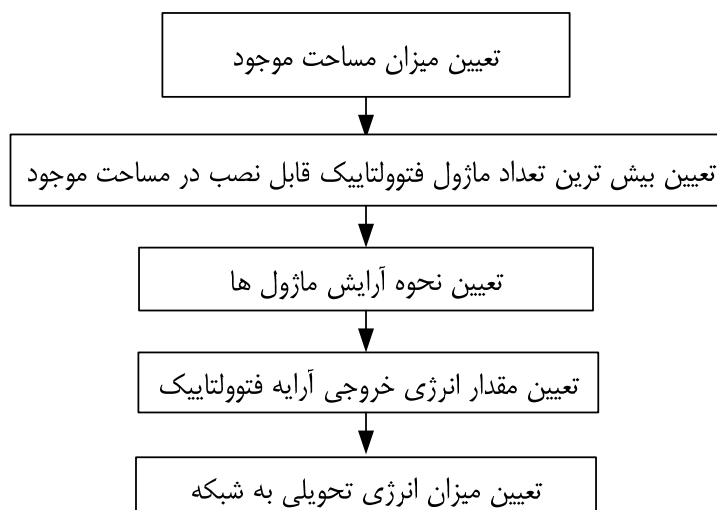 تعیین میزان مساحت موجود
تعیین بیش ترین تعداد ماژول فتوولتاییک قابل نصب در مساحت موجود
تعیین نحوه آرایش ماژول ها
تعیین مقدار انرژی خروجی آرایه فتوولتاییک
تعیین میزان انرژی تحویلی به شبکه